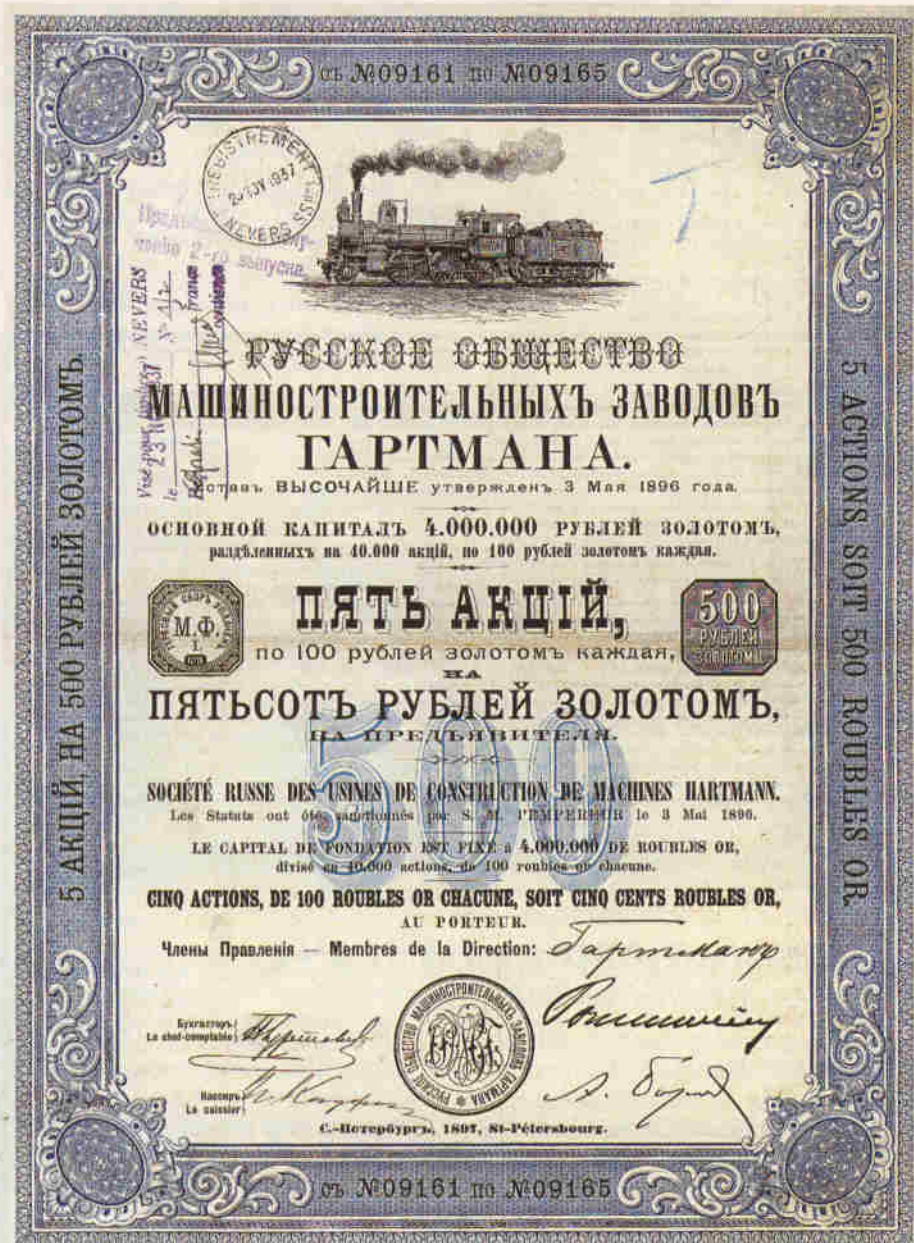 съ №09161 по №09165
5 АКЦІЙ, НА 500 РУБЛЕЙ ЗОЛОТОМЪ.
5 ACTIONS, SOIT 500 ROUBLES OR.
ENREGISTREMENT
NEVERS
NEVERS
РУССКОЕ ОБЩЕСТВО
МАШИНОСТРОИТЕЛЬНЫХЪ ЗАВОДОВЪ
ГАРТМАНА.
Уставъ ВЫСОЧАЙШЕ утвержденъ 3 Мая 1896 года.
ОСНОВНОЙ КАПИТАЛЪ 4.000.000 РУБЛЕЙ ЗОЛОТОМЪ,
раздѣленныхъ на 40.000 акцій, по 100 рублей золотомъ каждая.
М.Ф.
ПЯТЬ АКЦІЙ,
500
РУБЛЕЙ
ЗОЛОТОМЪ
по 100 рублей золотомъ каждая,
НА
ПЯТЬСОТЪ РУБЛЕЙ ЗОЛОТОМЪ,
НА ПРЕДЪЯВИТЕЛЯ.
500
SOCIÉTÉ RUSSE DES USINES DE CONSTRUCTION DE MACHINES HARTMANN.
Les Statuts ont été sanctionnés par S. M. l'EMPEREUR le 3 Mai 1896.
LE CAPITAL DE FONDATION EST FIXÉ à 4.000.000 DE ROUBLES OR,
divisé en 40.000 actions, de 100 roubles or chacune.
CINQ ACTIONS, DE 100 ROUBLES OR CHACUNE, SOIT CINQ CENTS ROUBLES OR,
AU PORTEUR.
Члены Правленія — Membres de la Direction: Гартманъ
Бухгалтеръ
Le chef-comptable
РУССКОЕ ОБЩЕСТВО МАШИНОСТРОИТЕЛЬНЫХЪ ЗАВОДОВЪ ГАРТМАНА
Кассиръ
Le caissier
С.-Петербургъ, 1897, St-Pétersbourg.
съ №09161 по №09165